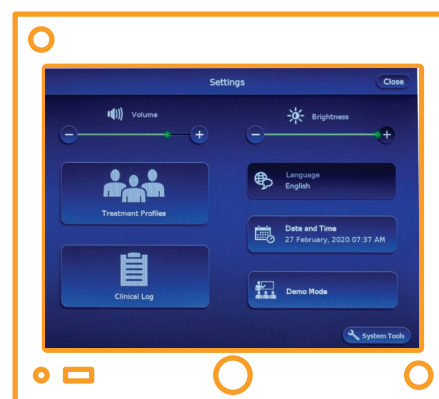 Settings
Close
Volume
Brightness
Treatment Profiles
Language
English
Date and Time
27 February, 2020 07:37 AM
Clinical Log
Demo Mode
System Tools